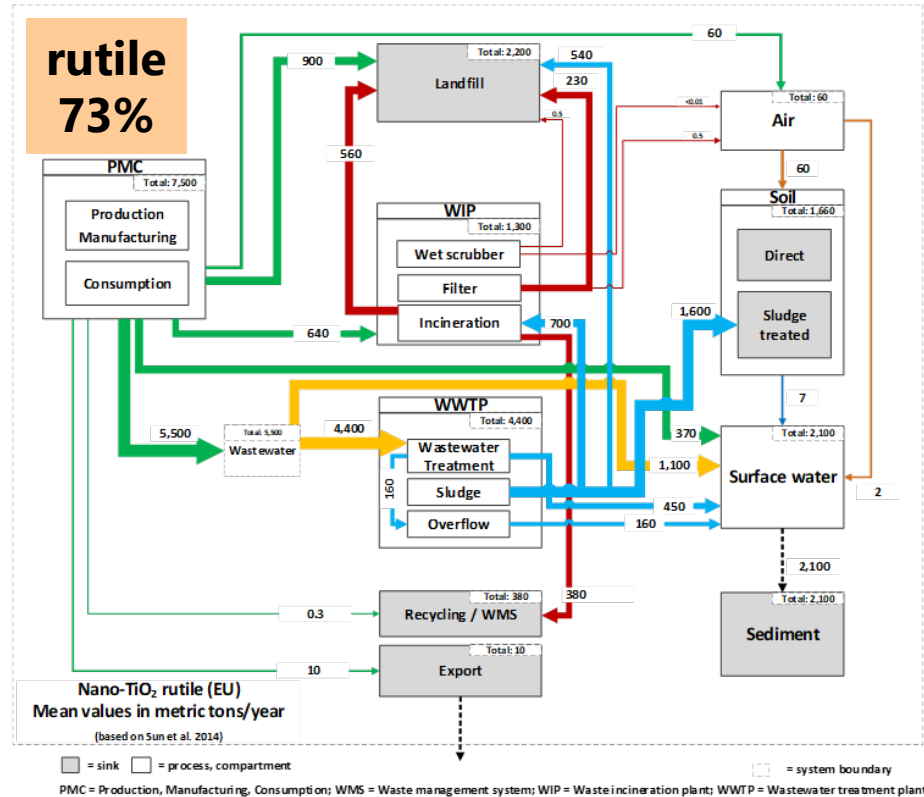 rutile
73%
60
900
Total: 2,200
540
Landfill
230
Total: 60
<0.01
Air
0.5
0.5
560
60
PMC
Total: 7,500
Production
Manufacturing
Consumption
WIP
Total: 1,300
Wet scrubber
Filter
Incineration
Soil
Total: 1,660
Direct
Sludge
treated
1,600
700
640
7
WWTP
Total: 4,400
Total: 5,500
Wastewater
5,500
4,400
Wastewater
Treatment
160
Sludge
Overflow
370
1,100
450
160
Total: 2,100
Surface water
2
2,100
Total: 2,100
Sediment
0.3
Total: 380
Recycling / WMS
380
10
Total: 10
Export
Nano-TiO₂ rutile (EU)
Mean values in metric tons/year
(based on Sun et al. 2014)
= sink
= process, compartment
= system boundary
PMC = Production, Manufacturing, Consumption; WMS = Waste management system; WIP = Waste incineration plant; WWTP = Wastewater treatment plant